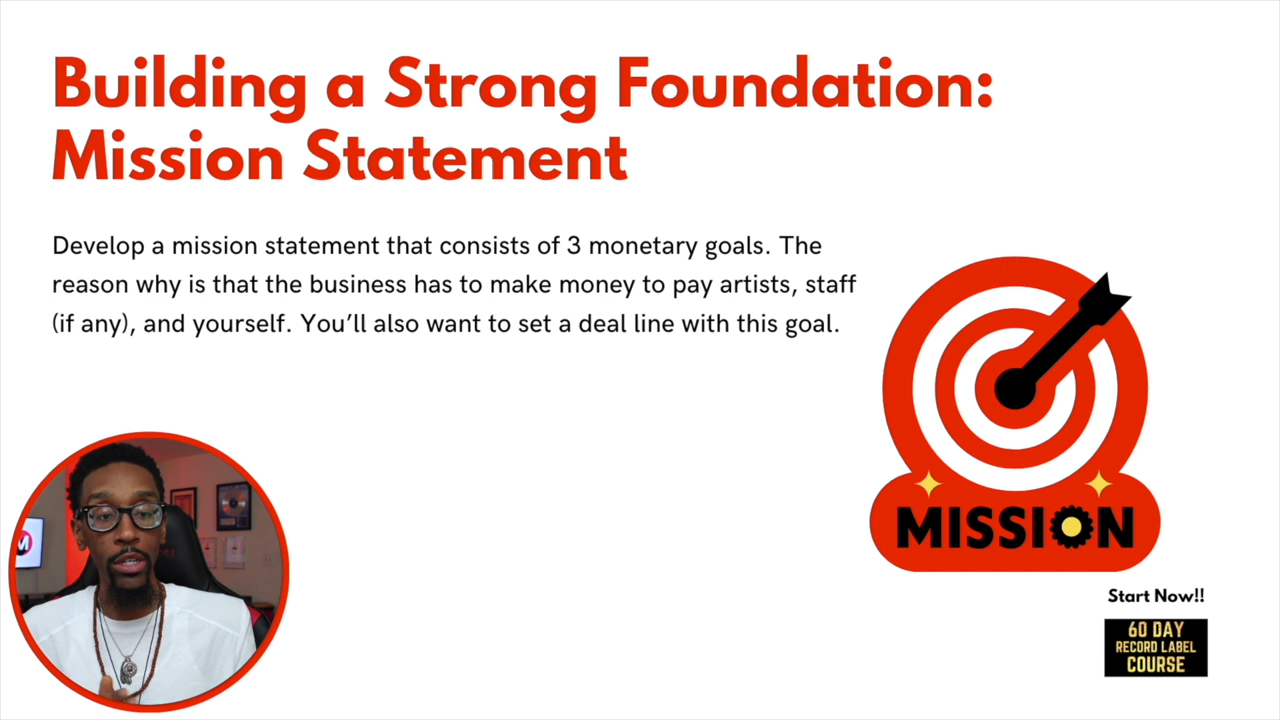 Building a Strong Foundation:
Mission Statement
Develop a mission statement that consists of 3 monetary goals. The
reason why is that the business has to make money to pay artists, staff
(if any), and yourself. You’ll also want to set a deal line with this goal.
MISSION
Start Now!!
60 DAY
RECORD LABEL
COURSE
M